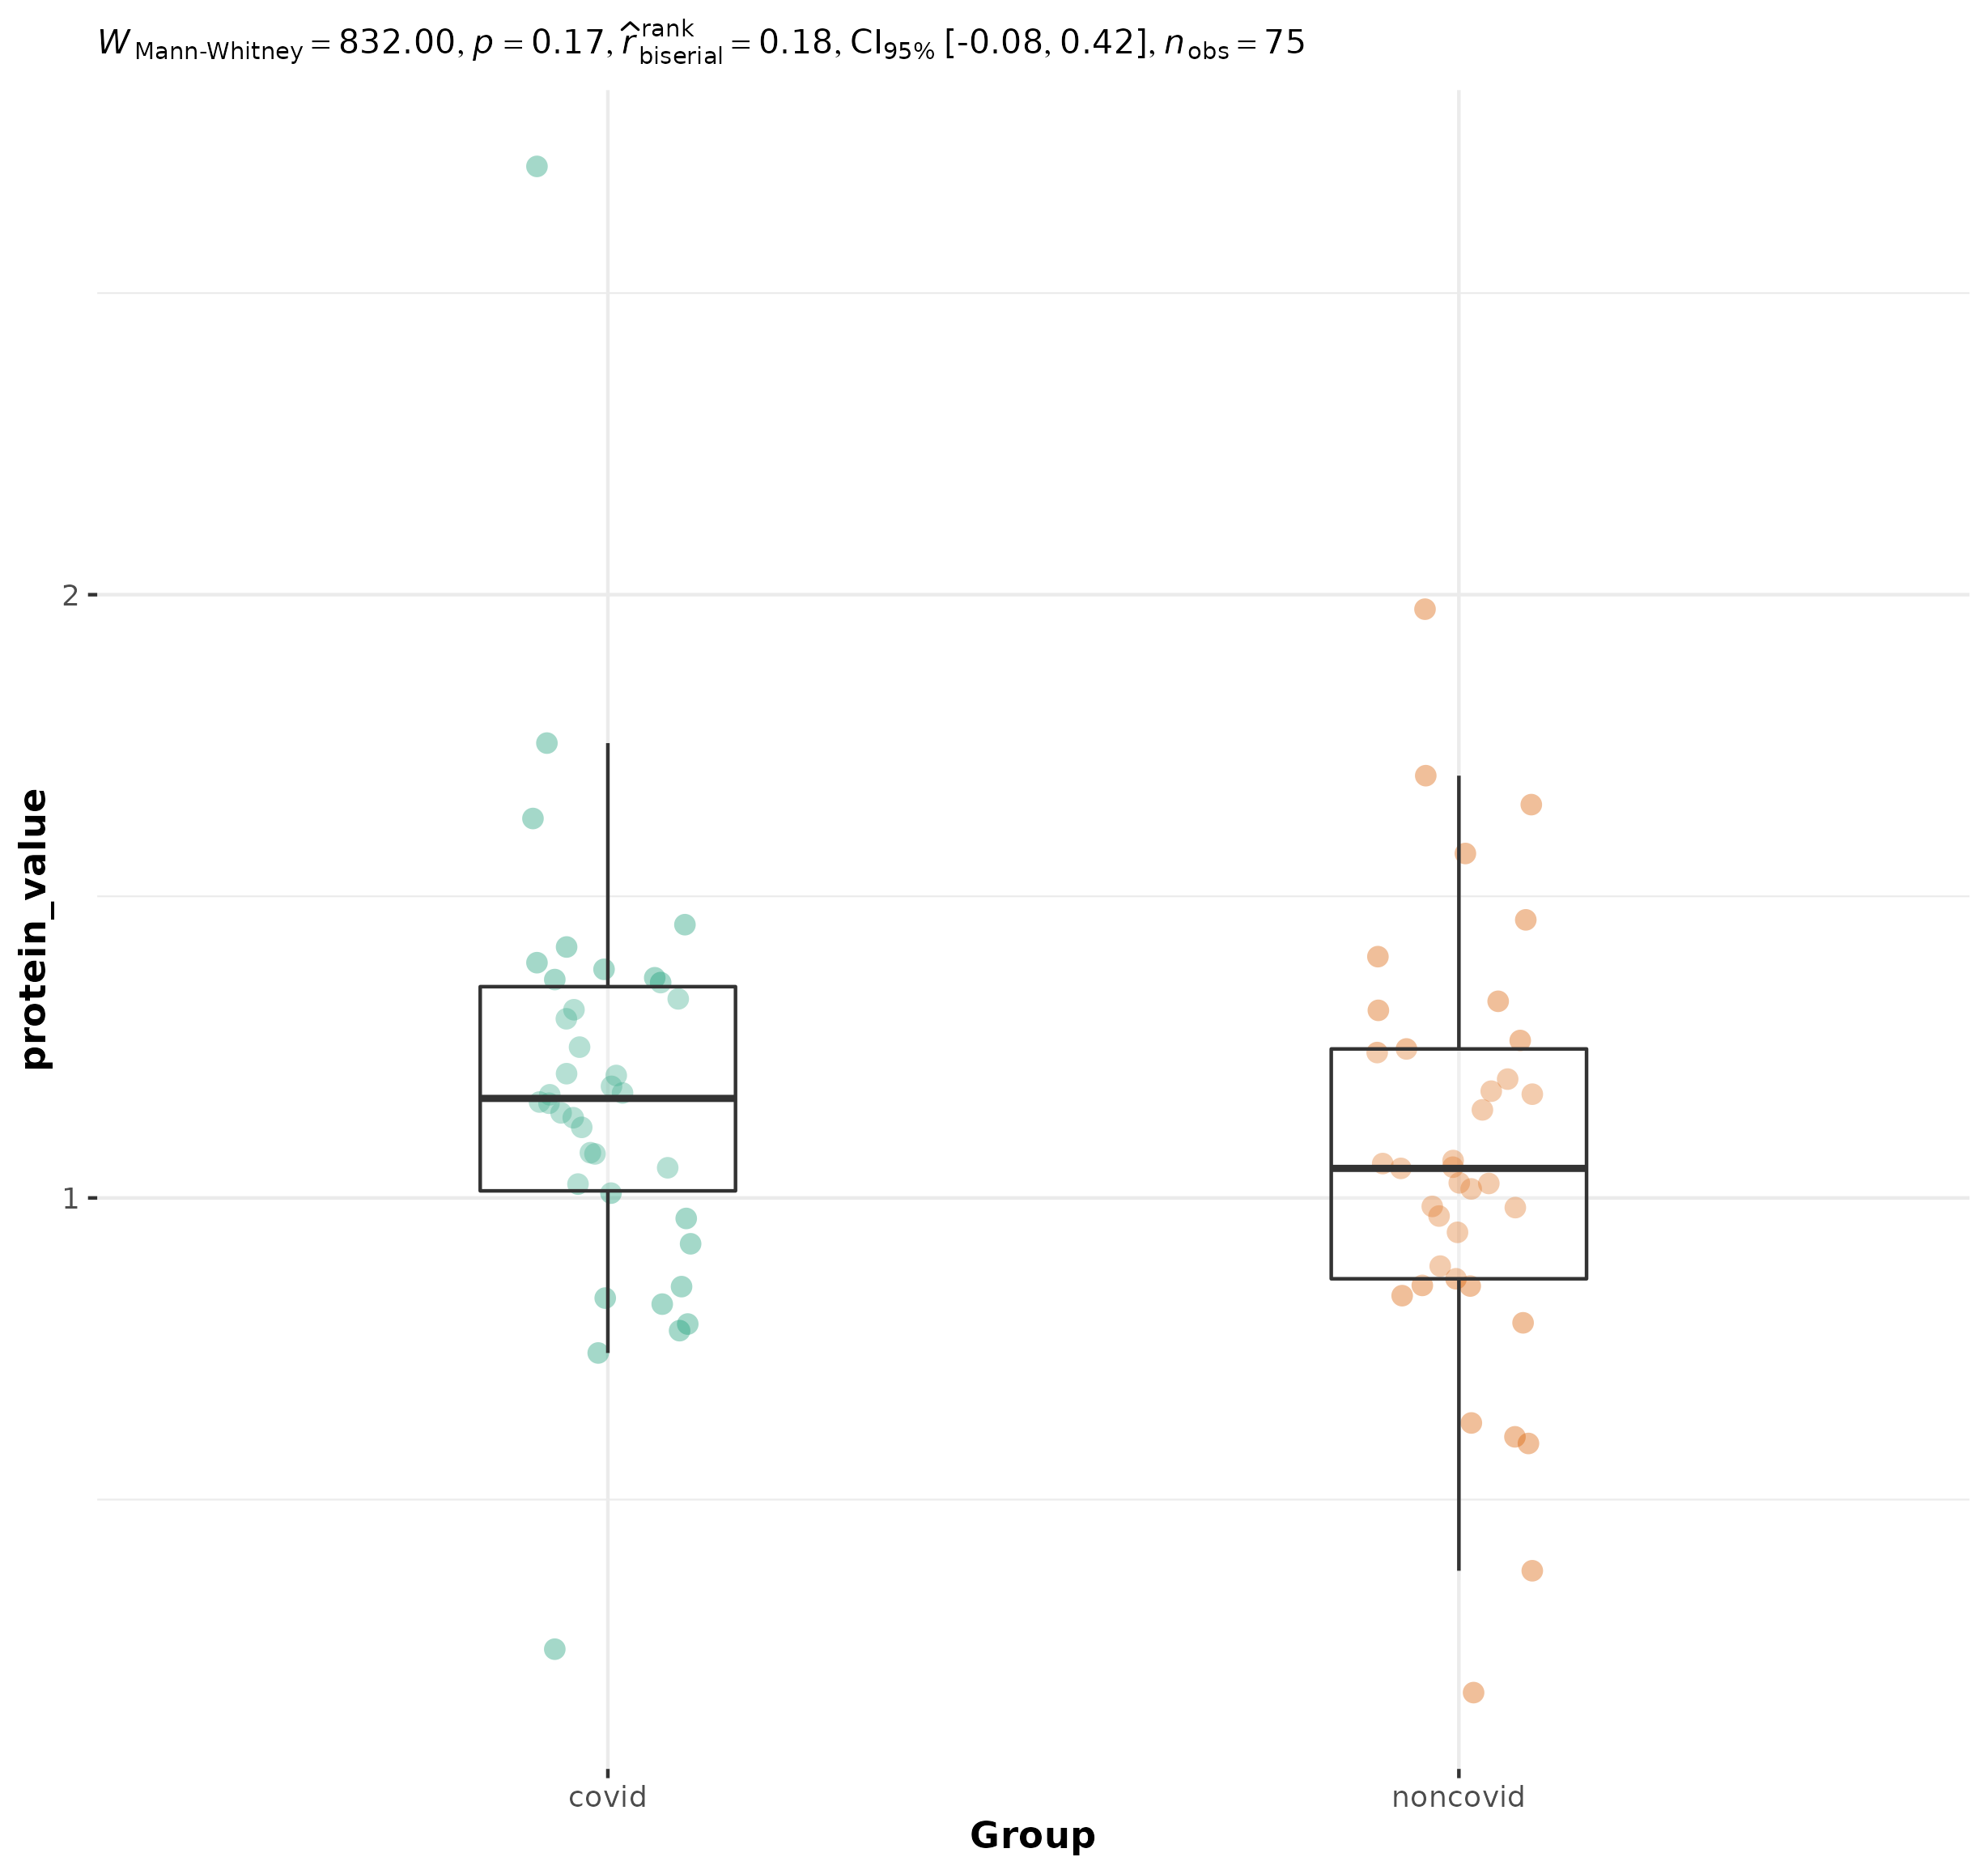 W Mann-Whitney = 832.00, p = 0.17, r̂ rank biserial = 0.18, CI95% [-0.08, 0.42], n obs = 75
protein_value
2
1
covid noncovid
Group